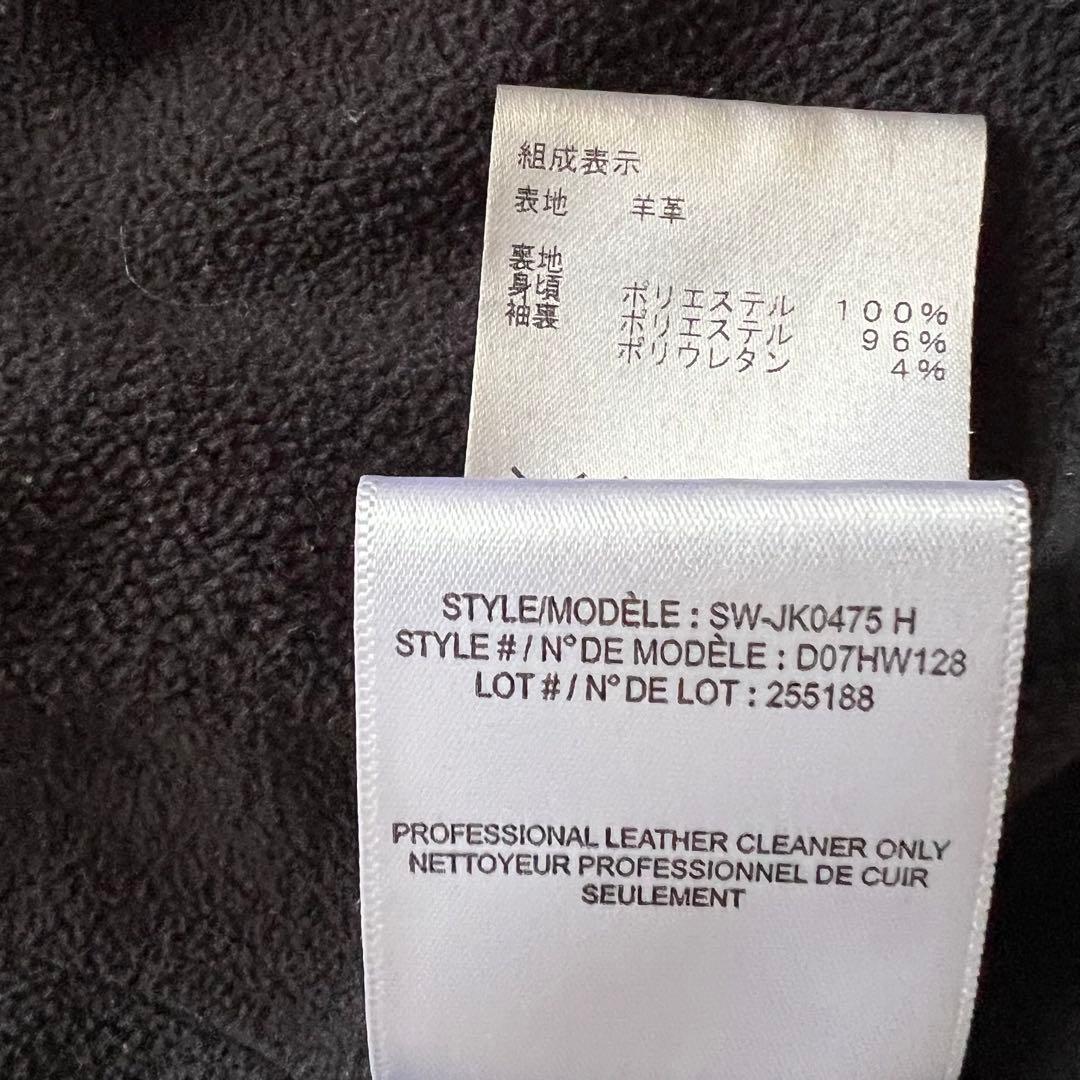 組成表示
表地 羊革
裏地
身頃 ポリエステル 100%
袖裏 ポリエステル 96%
ポリウレタン 4%
STYLE/MODÈLE : SW-JK0475 H
STYLE # / N° DE MODÈLE : D07HW128
LOT # / N° DE LOT : 255188
PROFESSIONAL LEATHER CLEANER ONLY
NETTOYEUR PROFESSIONNEL DE CUIR
SEULEMENT